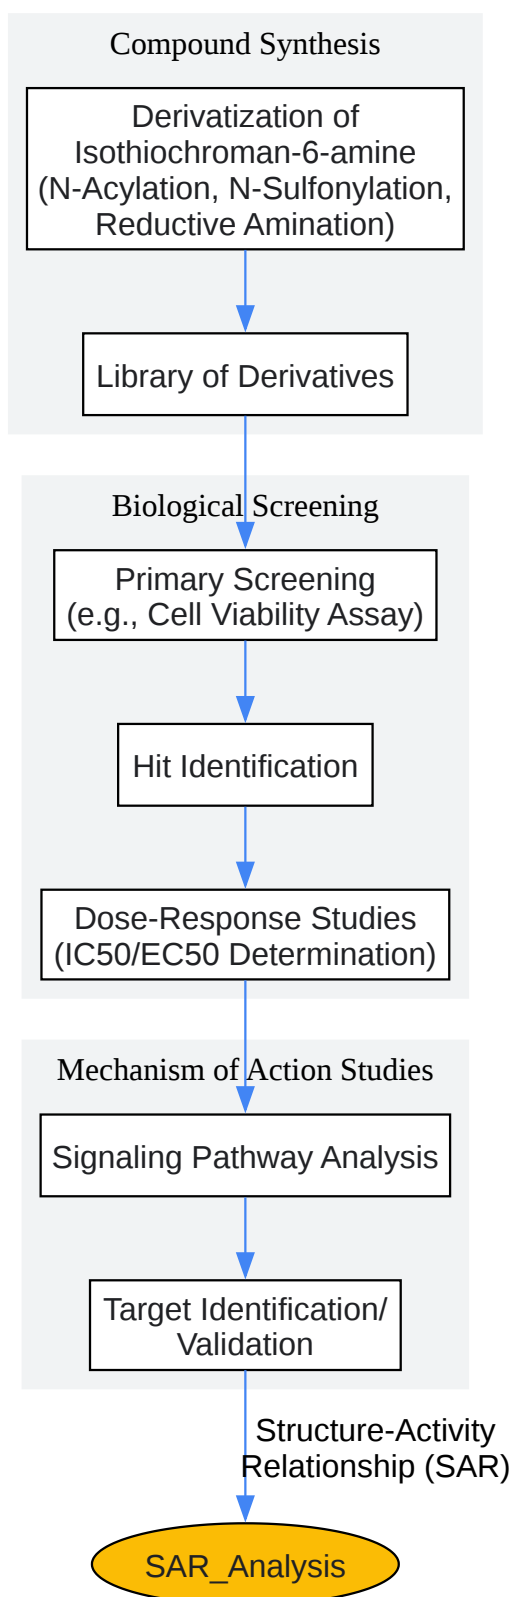 Compound Synthesis
Derivatization of
Isothiochroman-6-amine
(N-Acylation, N-Sulfonylation,
Reductive Amination)
Library of Derivatives
Biological Screening
Primary Screening
(e.g., Cell Viability Assay)
Hit Identification
Dose-Response Studies
(IC50/EC50 Determination)
Mechanism of Action Studies
Signaling Pathway Analysis
Target Identification/
Validation
Structure-Activity
Relationship (SAR)
SAR_Analysis